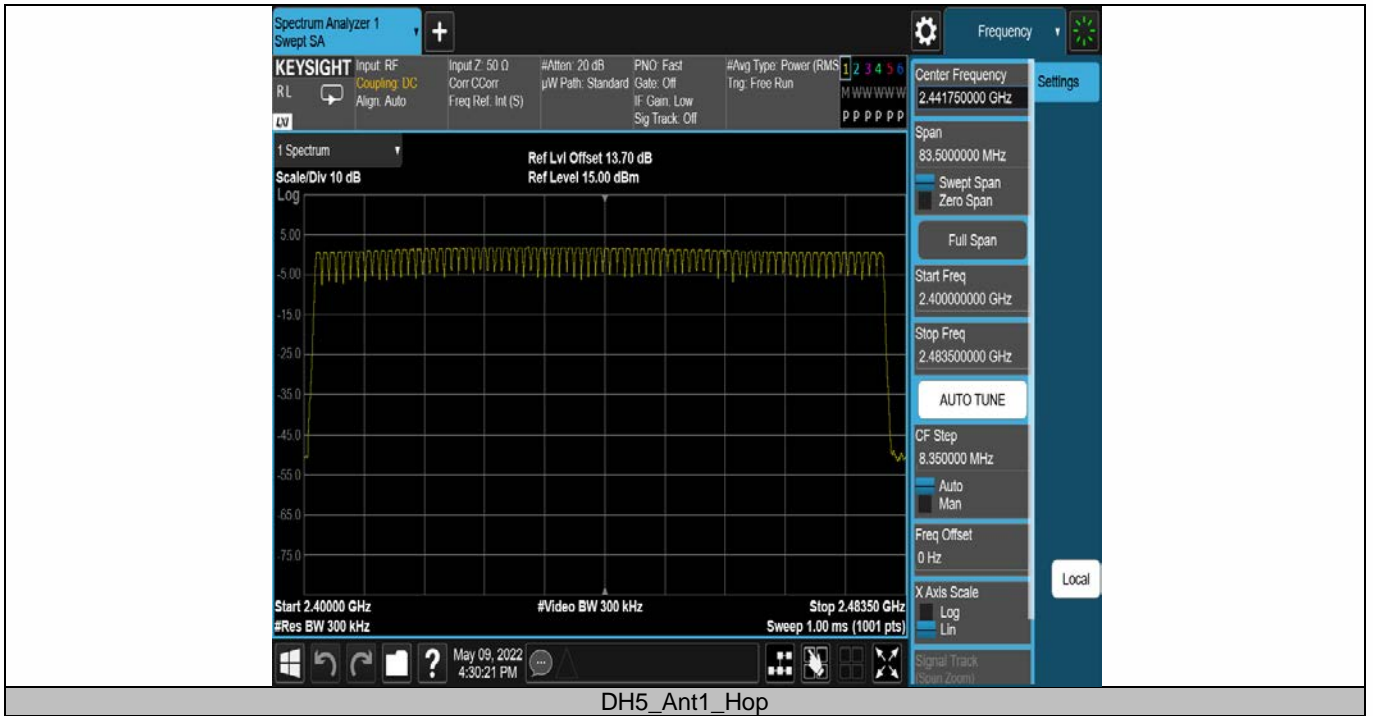 Spectrum Analyzer 1
Swept SA
+
Frequency
KEYSIGHT
RL
LXI
Input: RF
Coupling: DC
Align: Auto
Input Z: 50 Ω
Corr CCorr
Freq Ref: Int (S)
#Atten: 20 dB
µW Path: Standard
PNO: Fast
Gate: Off
IF Gain: Low
Sig Track: Off
#Avg Type: Power (RMS
Trig: Free Run
1 2 3 4 5 6
M W W W W W
P P P P P P
1 Spectrum
Scale/Div 10 dB
Ref Lvl Offset 13.70 dB
Ref Level 15.00 dBm
Log
5.00
-5.00
-15.0
-25.0
-35.0
-45.0
-55.0
-65.0
-75.0
Start 2.40000 GHz
#Res BW 300 kHz
#Video BW 300 kHz
Stop 2.48350 GHz
Sweep 1.00 ms (1001 pts)
Center Frequency
2.441750000 GHz
Settings
Span
83.5000000 MHz
Swept Span
Zero Span
Full Span
Start Freq
2.400000000 GHz
Stop Freq
2.483500000 GHz
AUTO TUNE
CF Step
8.350000 MHz
Auto
Man
Freq Offset
0 Hz
X Axis Scale
Log
Lin
Local
Signal Track
(Span Zoom)
?
May 09, 2022
4:30:21 PM
DH5_Ant1_Hop